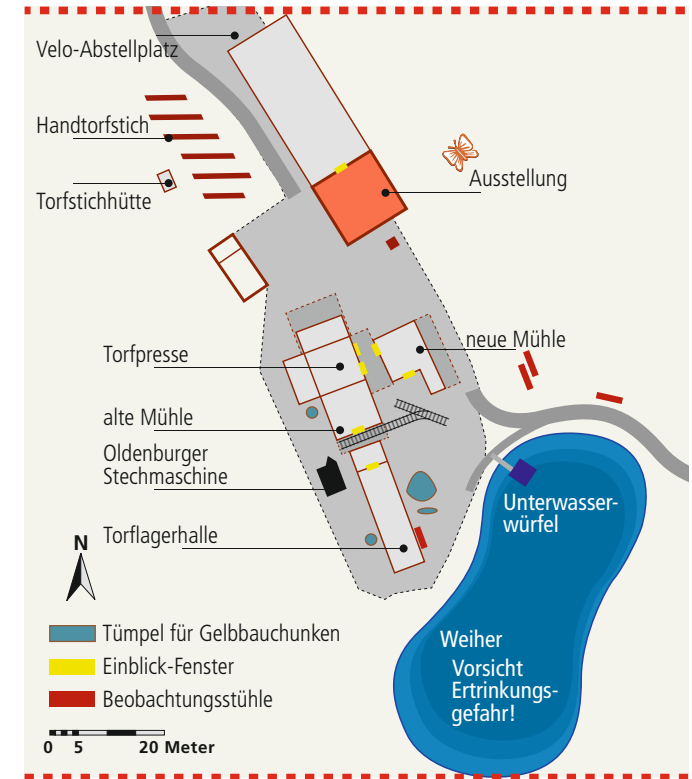 Velo-Abstellplatz
Handtorfstich
Torfstichhütte
Ausstellung
neue Mühle
Torfpresse
alte Mühle
Oldenburger
Stechmaschine
Torflagerhalle
Unterwasser-
würfel
N
Weiher
Vorsicht
Ertrinkungs-
gefahr!
Tümpel für Gelbbauchunken
Einblick-Fenster
Beobachtungsstühle
0 5 20 Meter